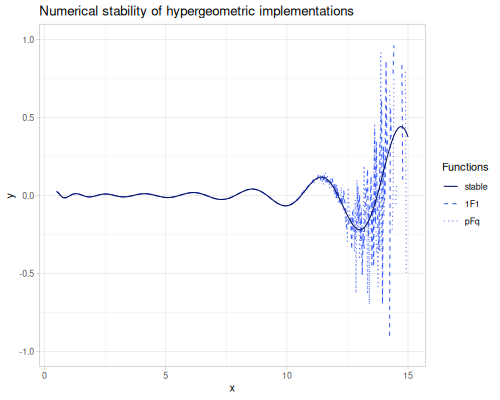 Numerical stability of hypergeometric implementations
1.0
0.5
0.0
-0.5
-1.0
y
0
5
10
15
x
Functions
stable
1F1
pFq